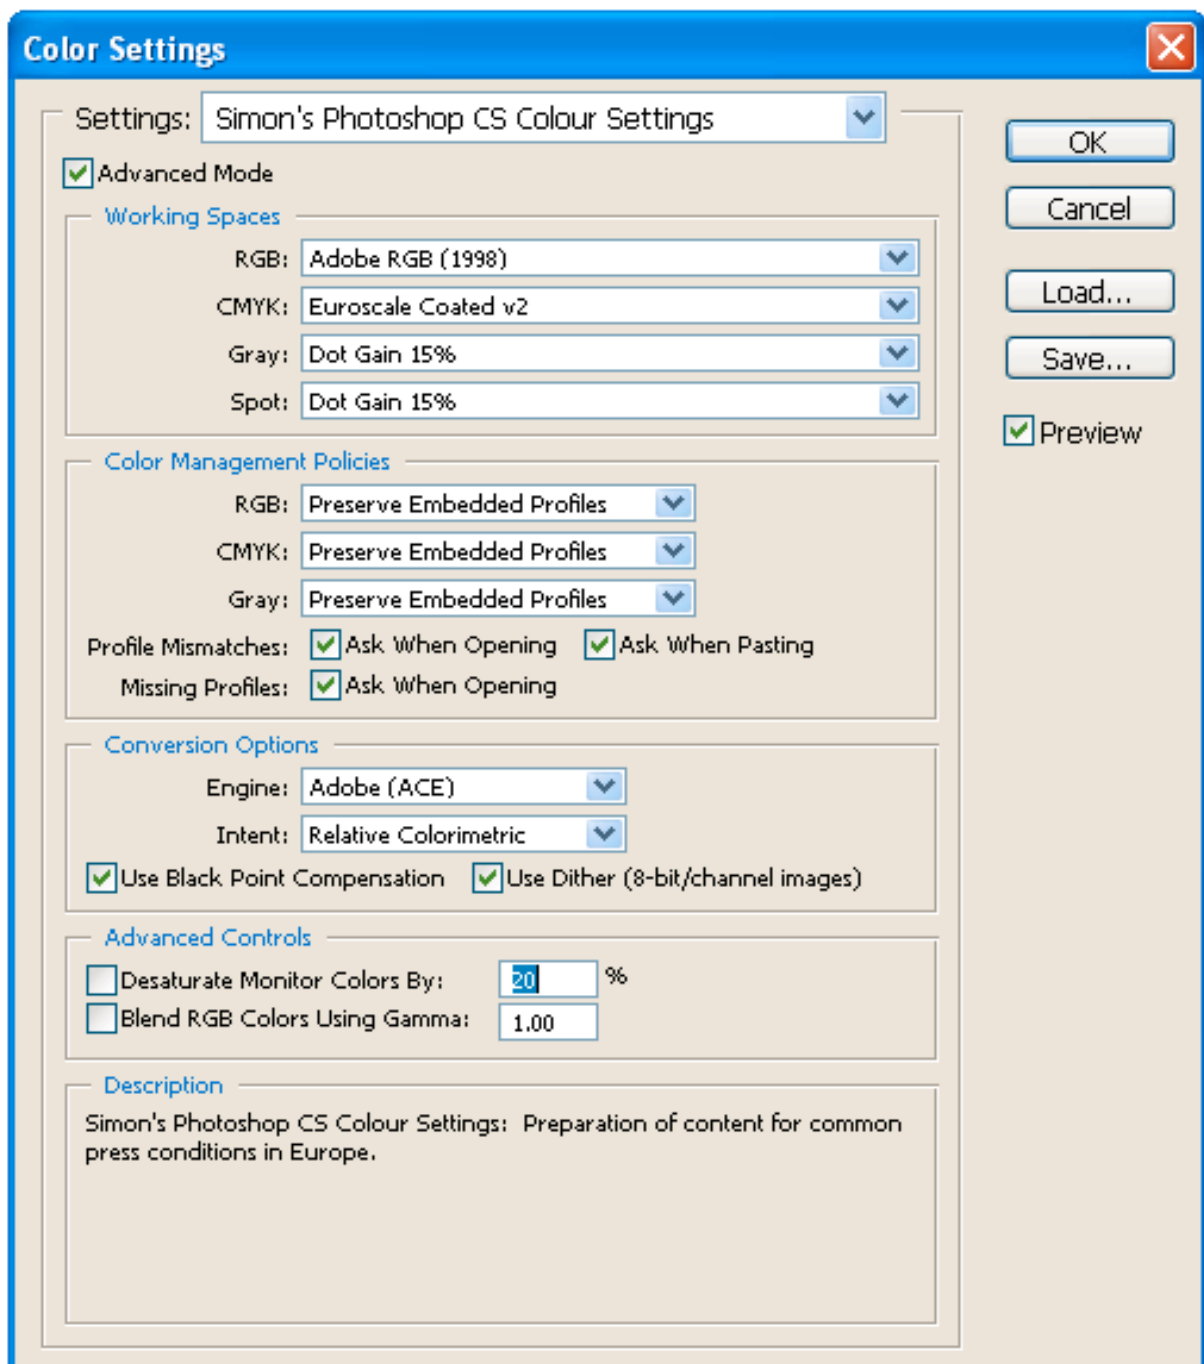 Color Settings
Settings: Simon's Photoshop CS Colour Settings
OK
Advanced Mode
Cancel
Working Spaces
RGB: Adobe RGB (1998)
Load...
CMYK: Euroscale Coated v2
Gray: Dot Gain 15%
Save...
Spot: Dot Gain 15%
Preview
Color Management Policies
RGB: Preserve Embedded Profiles
CMYK: Preserve Embedded Profiles
Gray: Preserve Embedded Profiles
Profile Mismatches: Ask When Opening Ask When Pasting
Missing Profiles: Ask When Opening
Conversion Options
Engine: Adobe (ACE)
Intent: Relative Colorimetric
Use Black Point Compensation Use Dither (8-bit/channel images)
Advanced Controls
Desaturate Monitor Colors By: 20 %
Blend RGB Colors Using Gamma: 1.00
Description
Simon's Photoshop CS Colour Settings: Preparation of content for common
press conditions in Europe.